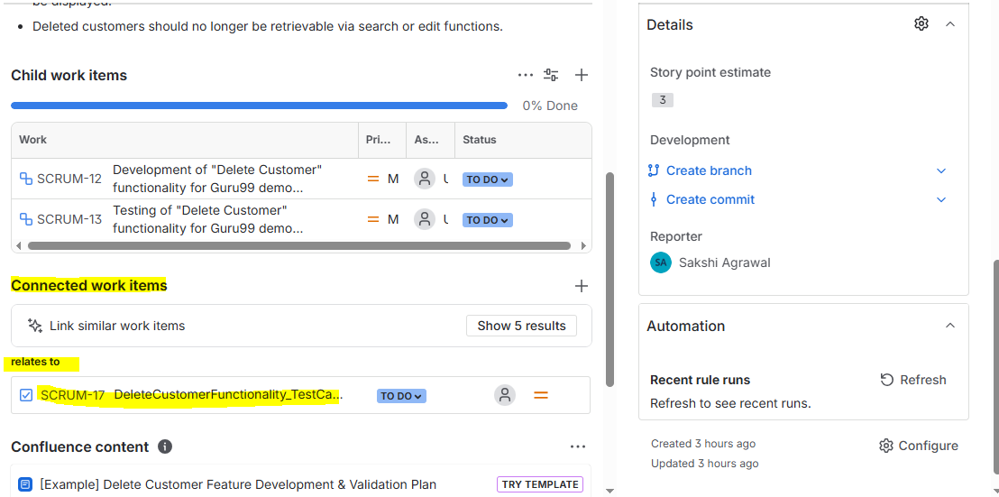 be displayed.
Deleted customers should no longer be retrievable via search or edit functions.
Child work items
0% Done
Work Pri... As... Status
SCRUM-12 Development of "Delete Customer" functionality for Guru99 demo... M U TO DO
SCRUM-13 Testing of "Delete Customer" functionality for Guru99 demo... M U TO DO
Connected work items
Link similar work items Show 5 results
relates to
SCRUM-17 DeleteCustomerFunctionality_TestCa... TO DO
Confluence content
[Example] Delete Customer Feature Development & Validation Plan TRY TEMPLATE
Details
Story point estimate
3
Development
Create branch
Create commit
Reporter
SA Sakshi Agrawal
Automation
Recent rule runs Refresh
Refresh to see recent runs.
Created 3 hours ago Configure
Updated 3 hours ago